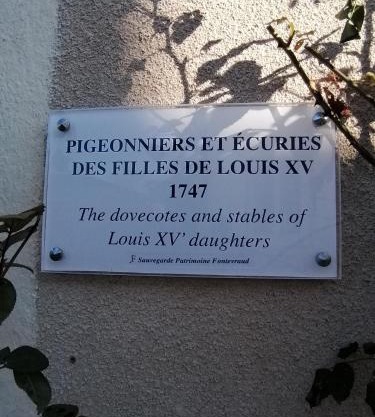 PIGEONNIERS ET ÉCURIES
DES FILLES DE LOUIS XV
1747
The dovecotes and stables of
Louis XV' daughters
Sauvegarde Patrimoine Fontevraud